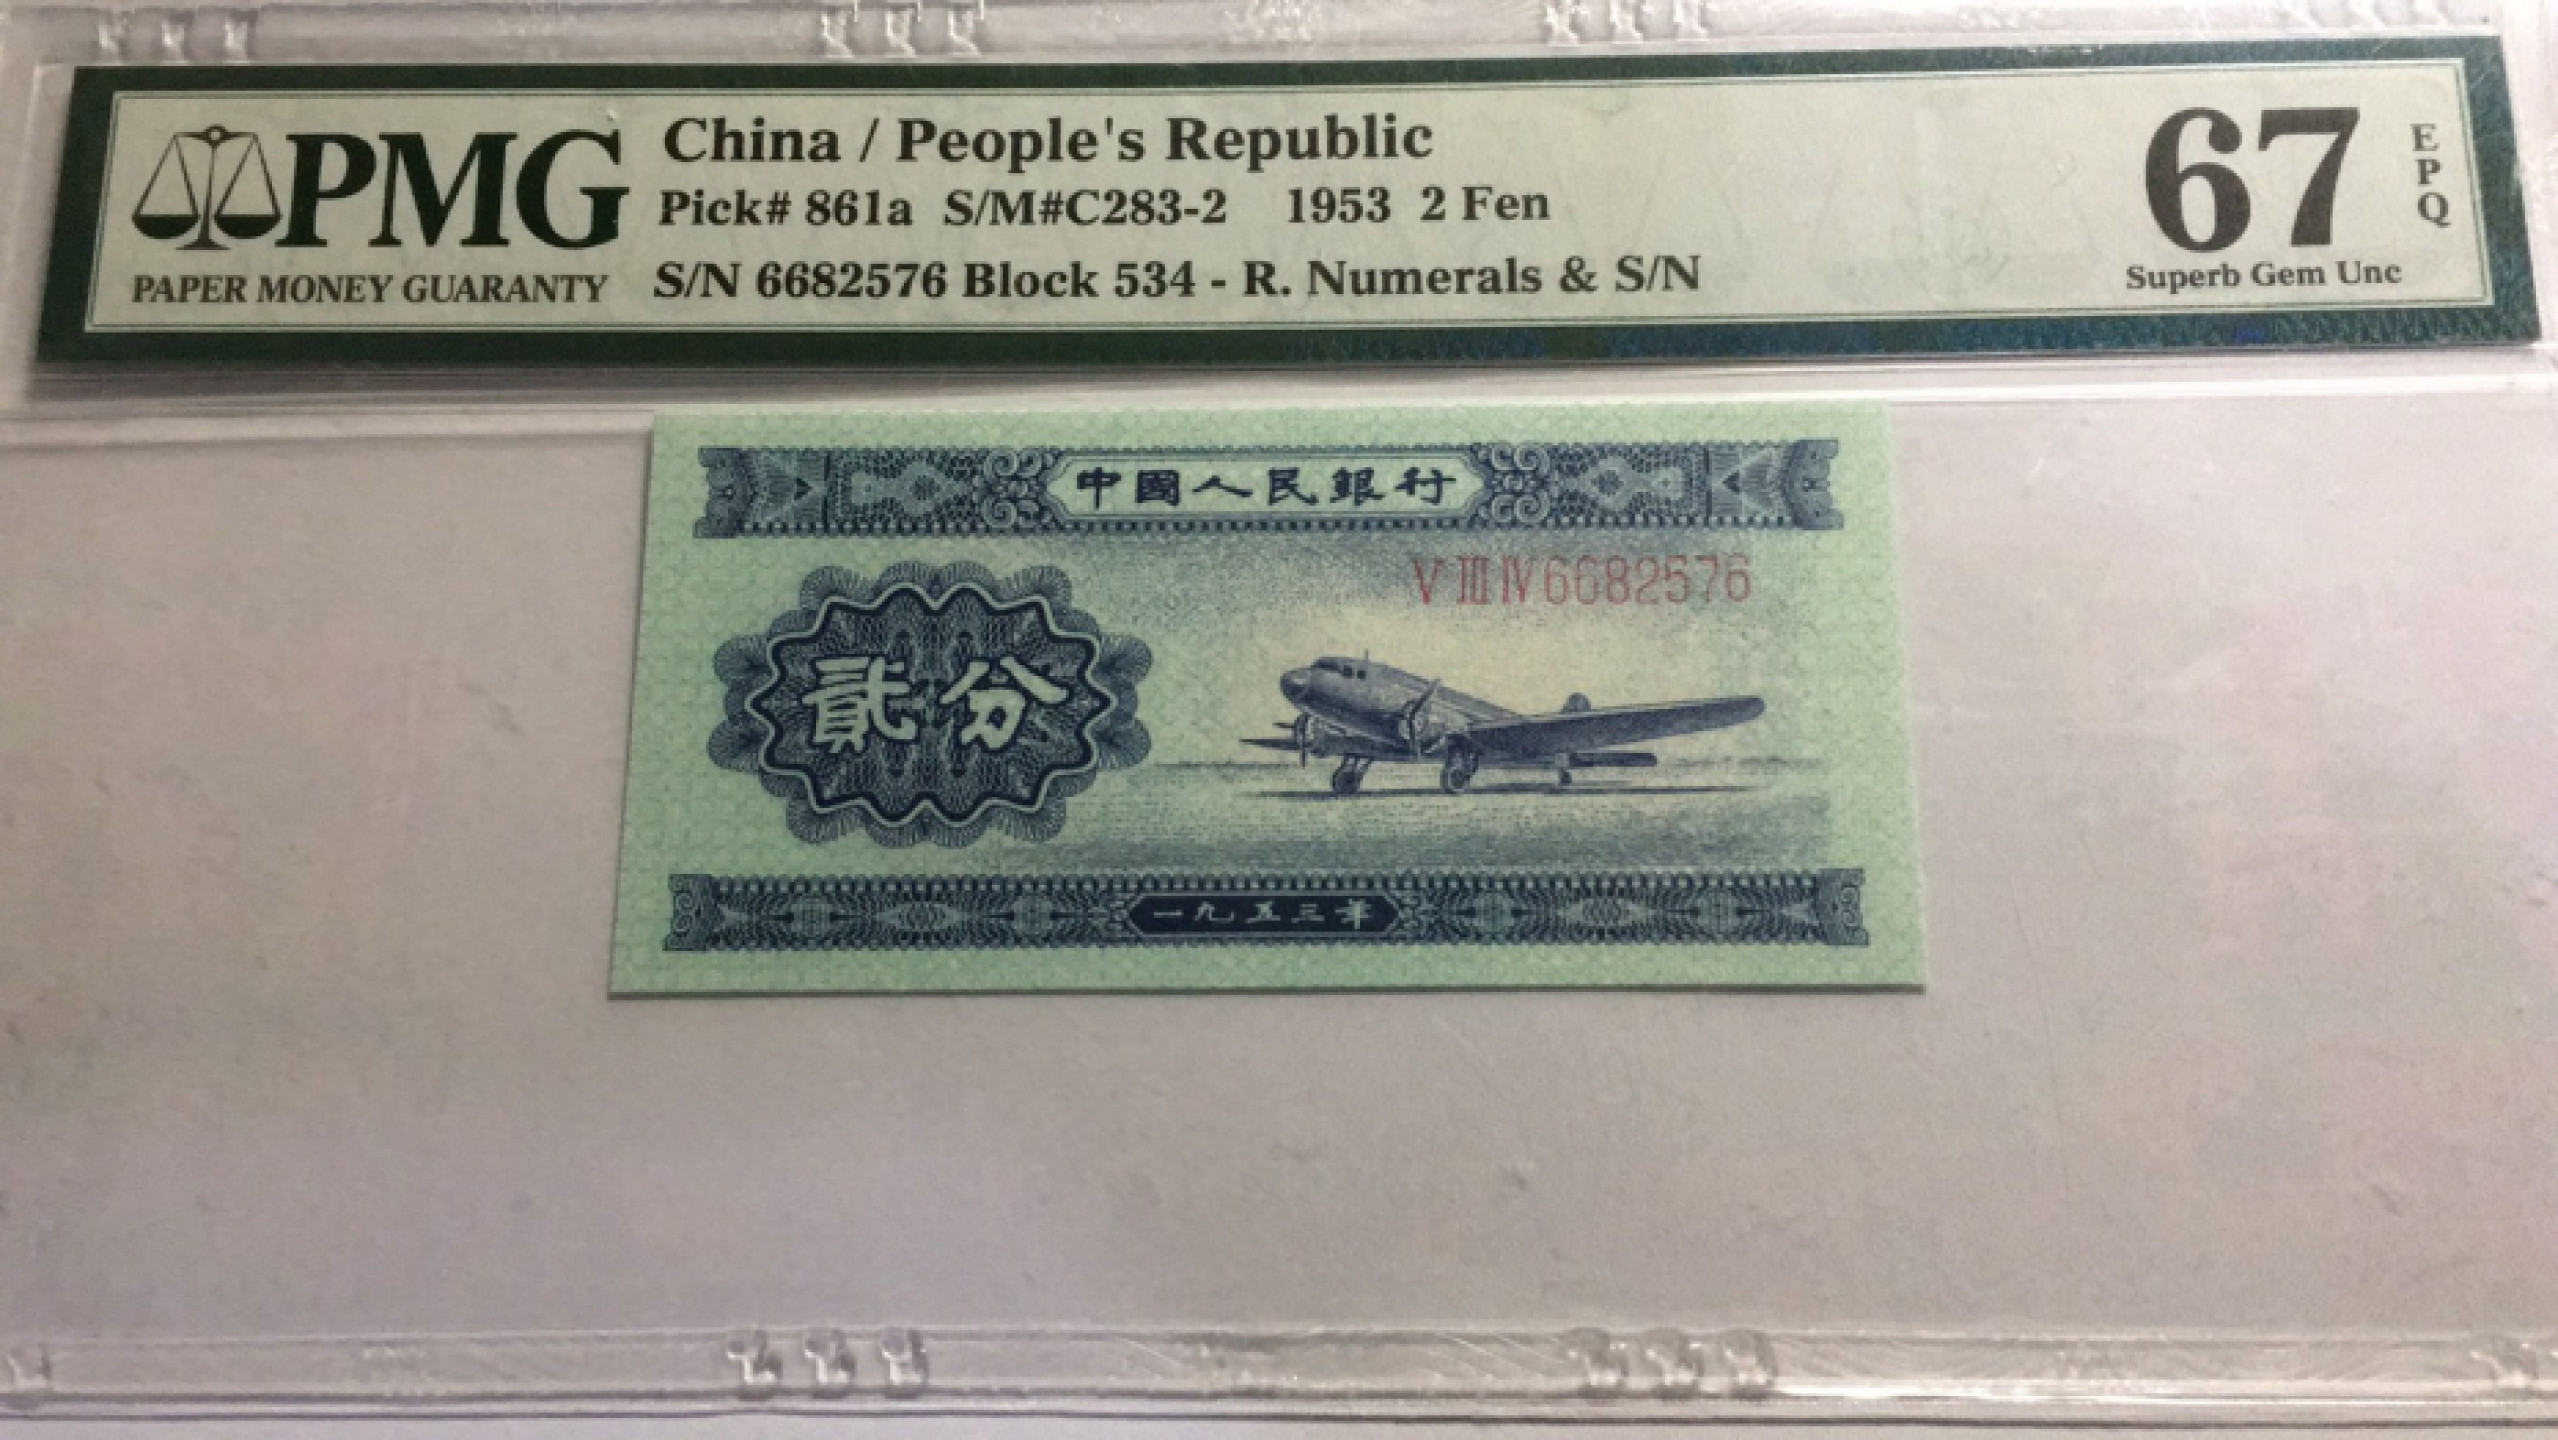 PMG
PAPER MONEY GUARANTY
China / People's Republic
Pick# 861a S/M#C283-2 1953 2 Fen
S/N 6682576 Block 534 - R. Numerals & S/N
67
EPQ
Superb Gem Unc
中國人民銀行
V III IV 6682576
貳分
一九五三年